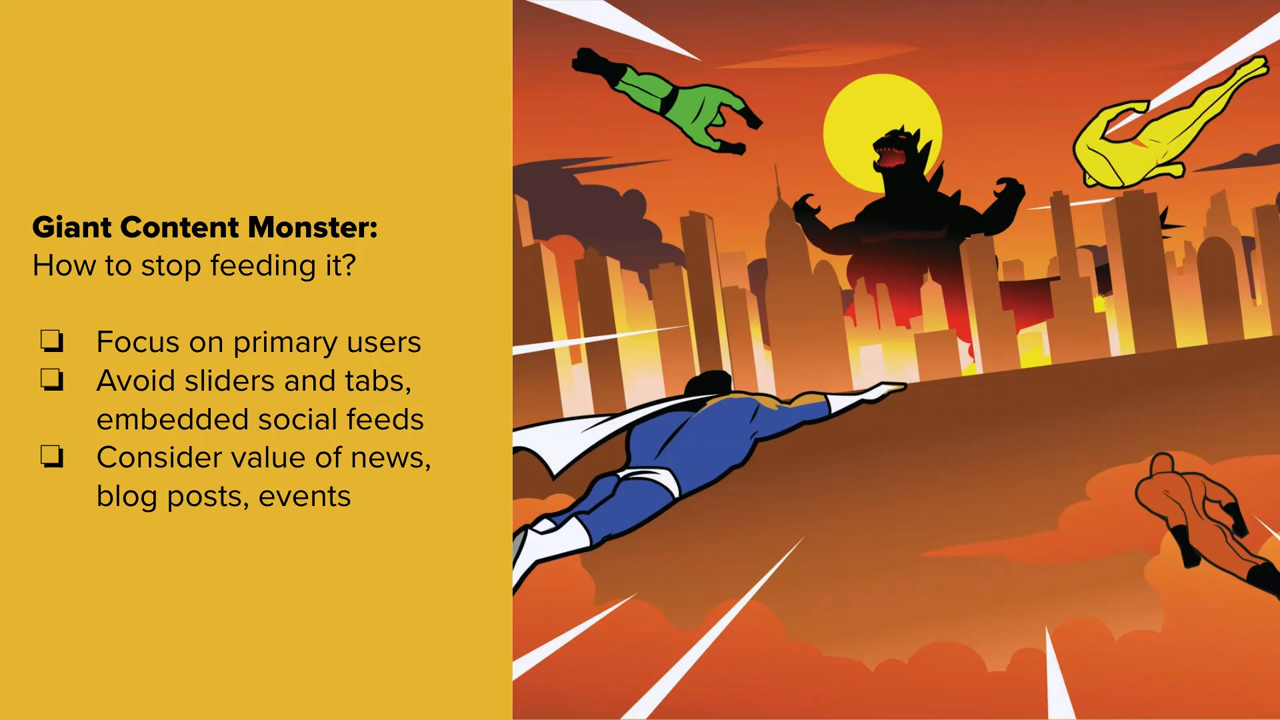 Giant Content Monster:
How to stop feeding it?
❏ Focus on primary users
❏ Avoid sliders and tabs,
embedded social feeds
❏ Consider value of news,
blog posts, events